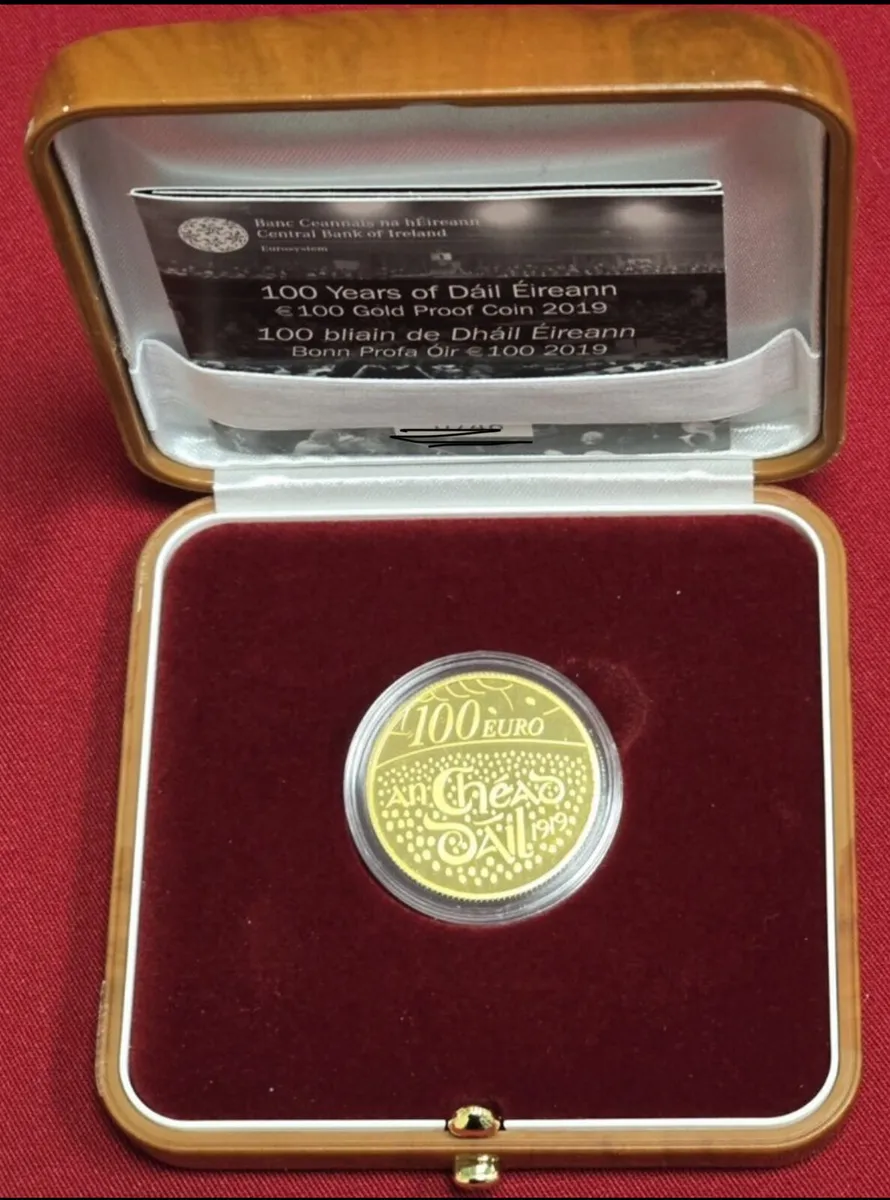 Banc Ceannais na hÉireann
Central Bank of Ireland
Eurosystem
100 Years of Dáil Éireann
€100 Gold Proof Coin 2019
100 bliain de Dháil Éireann
Bonn Profa Óir €100 2019
100 EURO
an Chéad
Dáil 1919